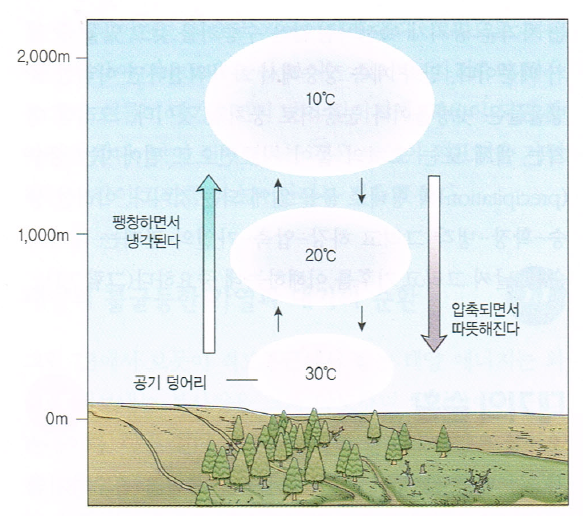 2,000m
10℃
팽창하면서
냉각된다
1,000m
20℃
압축되면서
따뜻해진다
30℃
공기 덩어리
0m